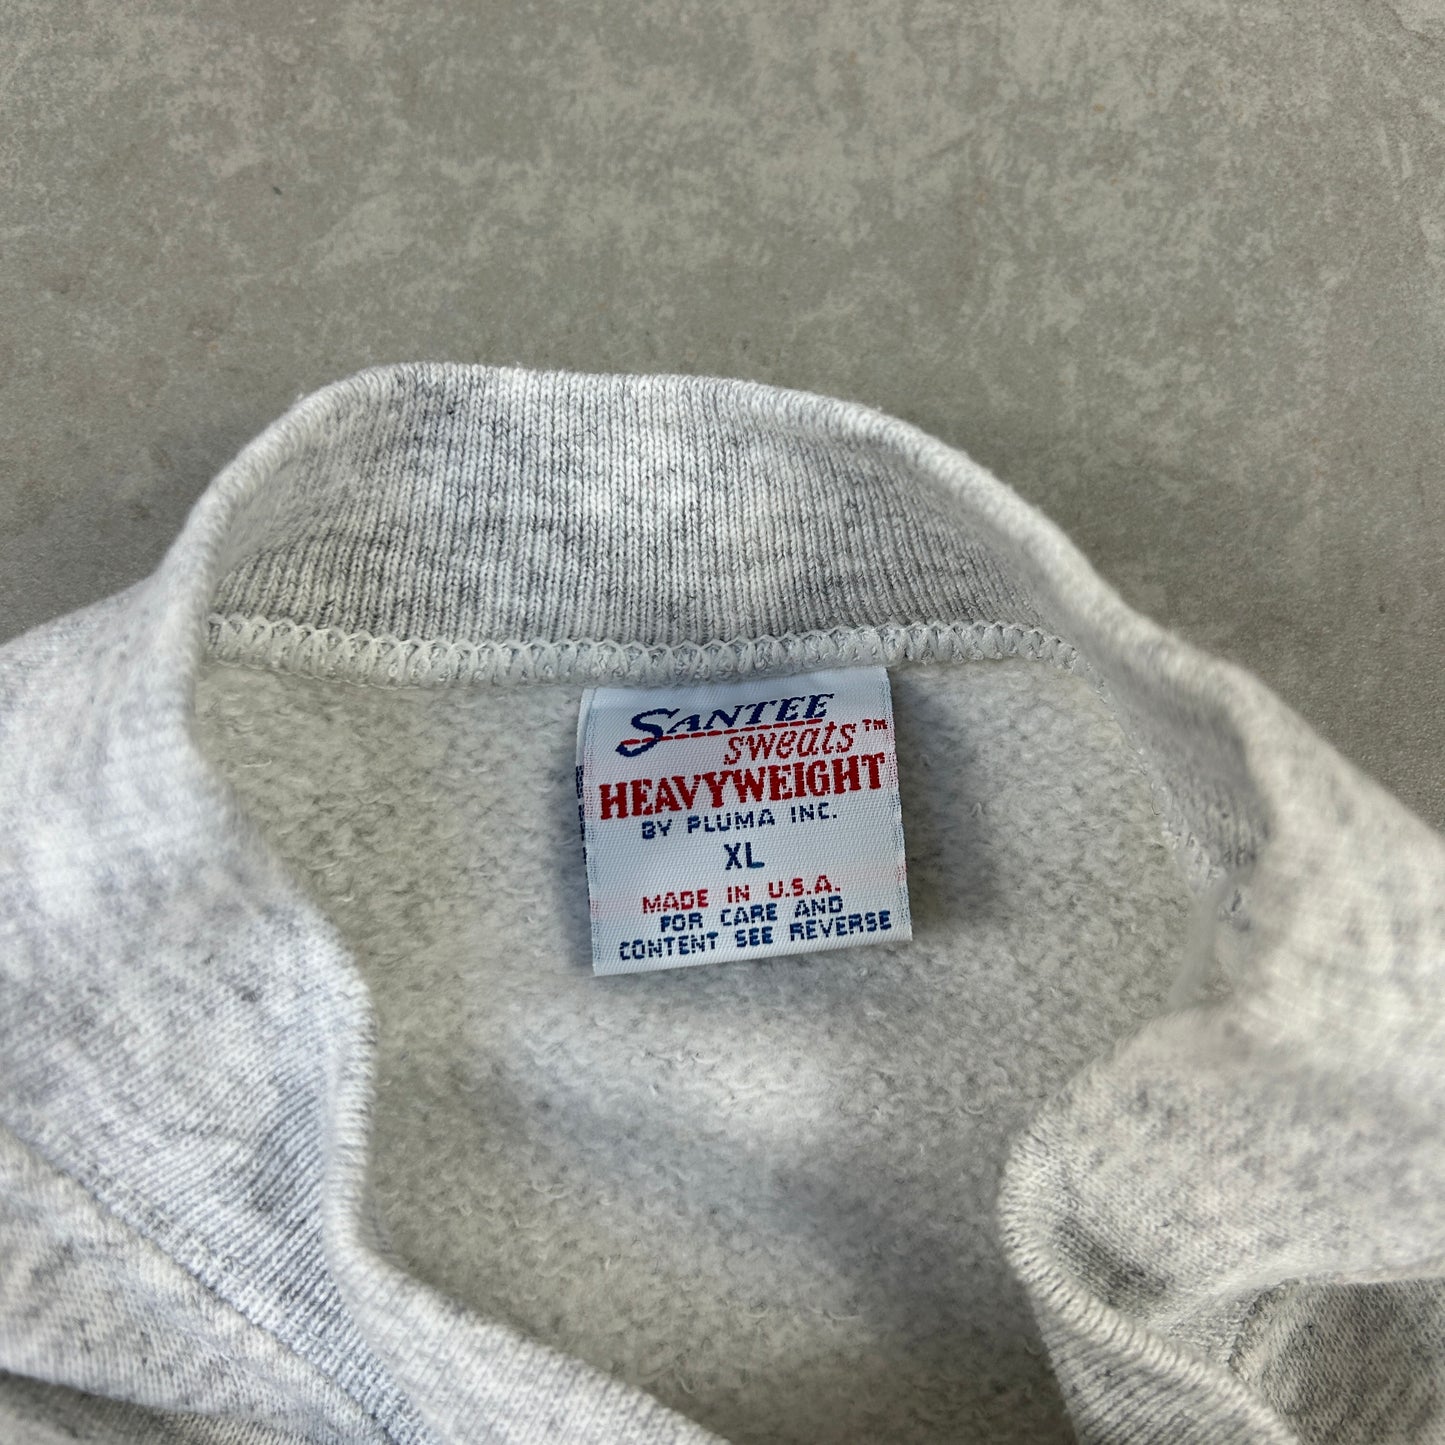 SANTEE
sweats™
HEAVYWEIGHT
BY PLUMA INC.
XL
MADE IN U.S.A.
FOR CARE AND
CONTENT SEE REVERSE